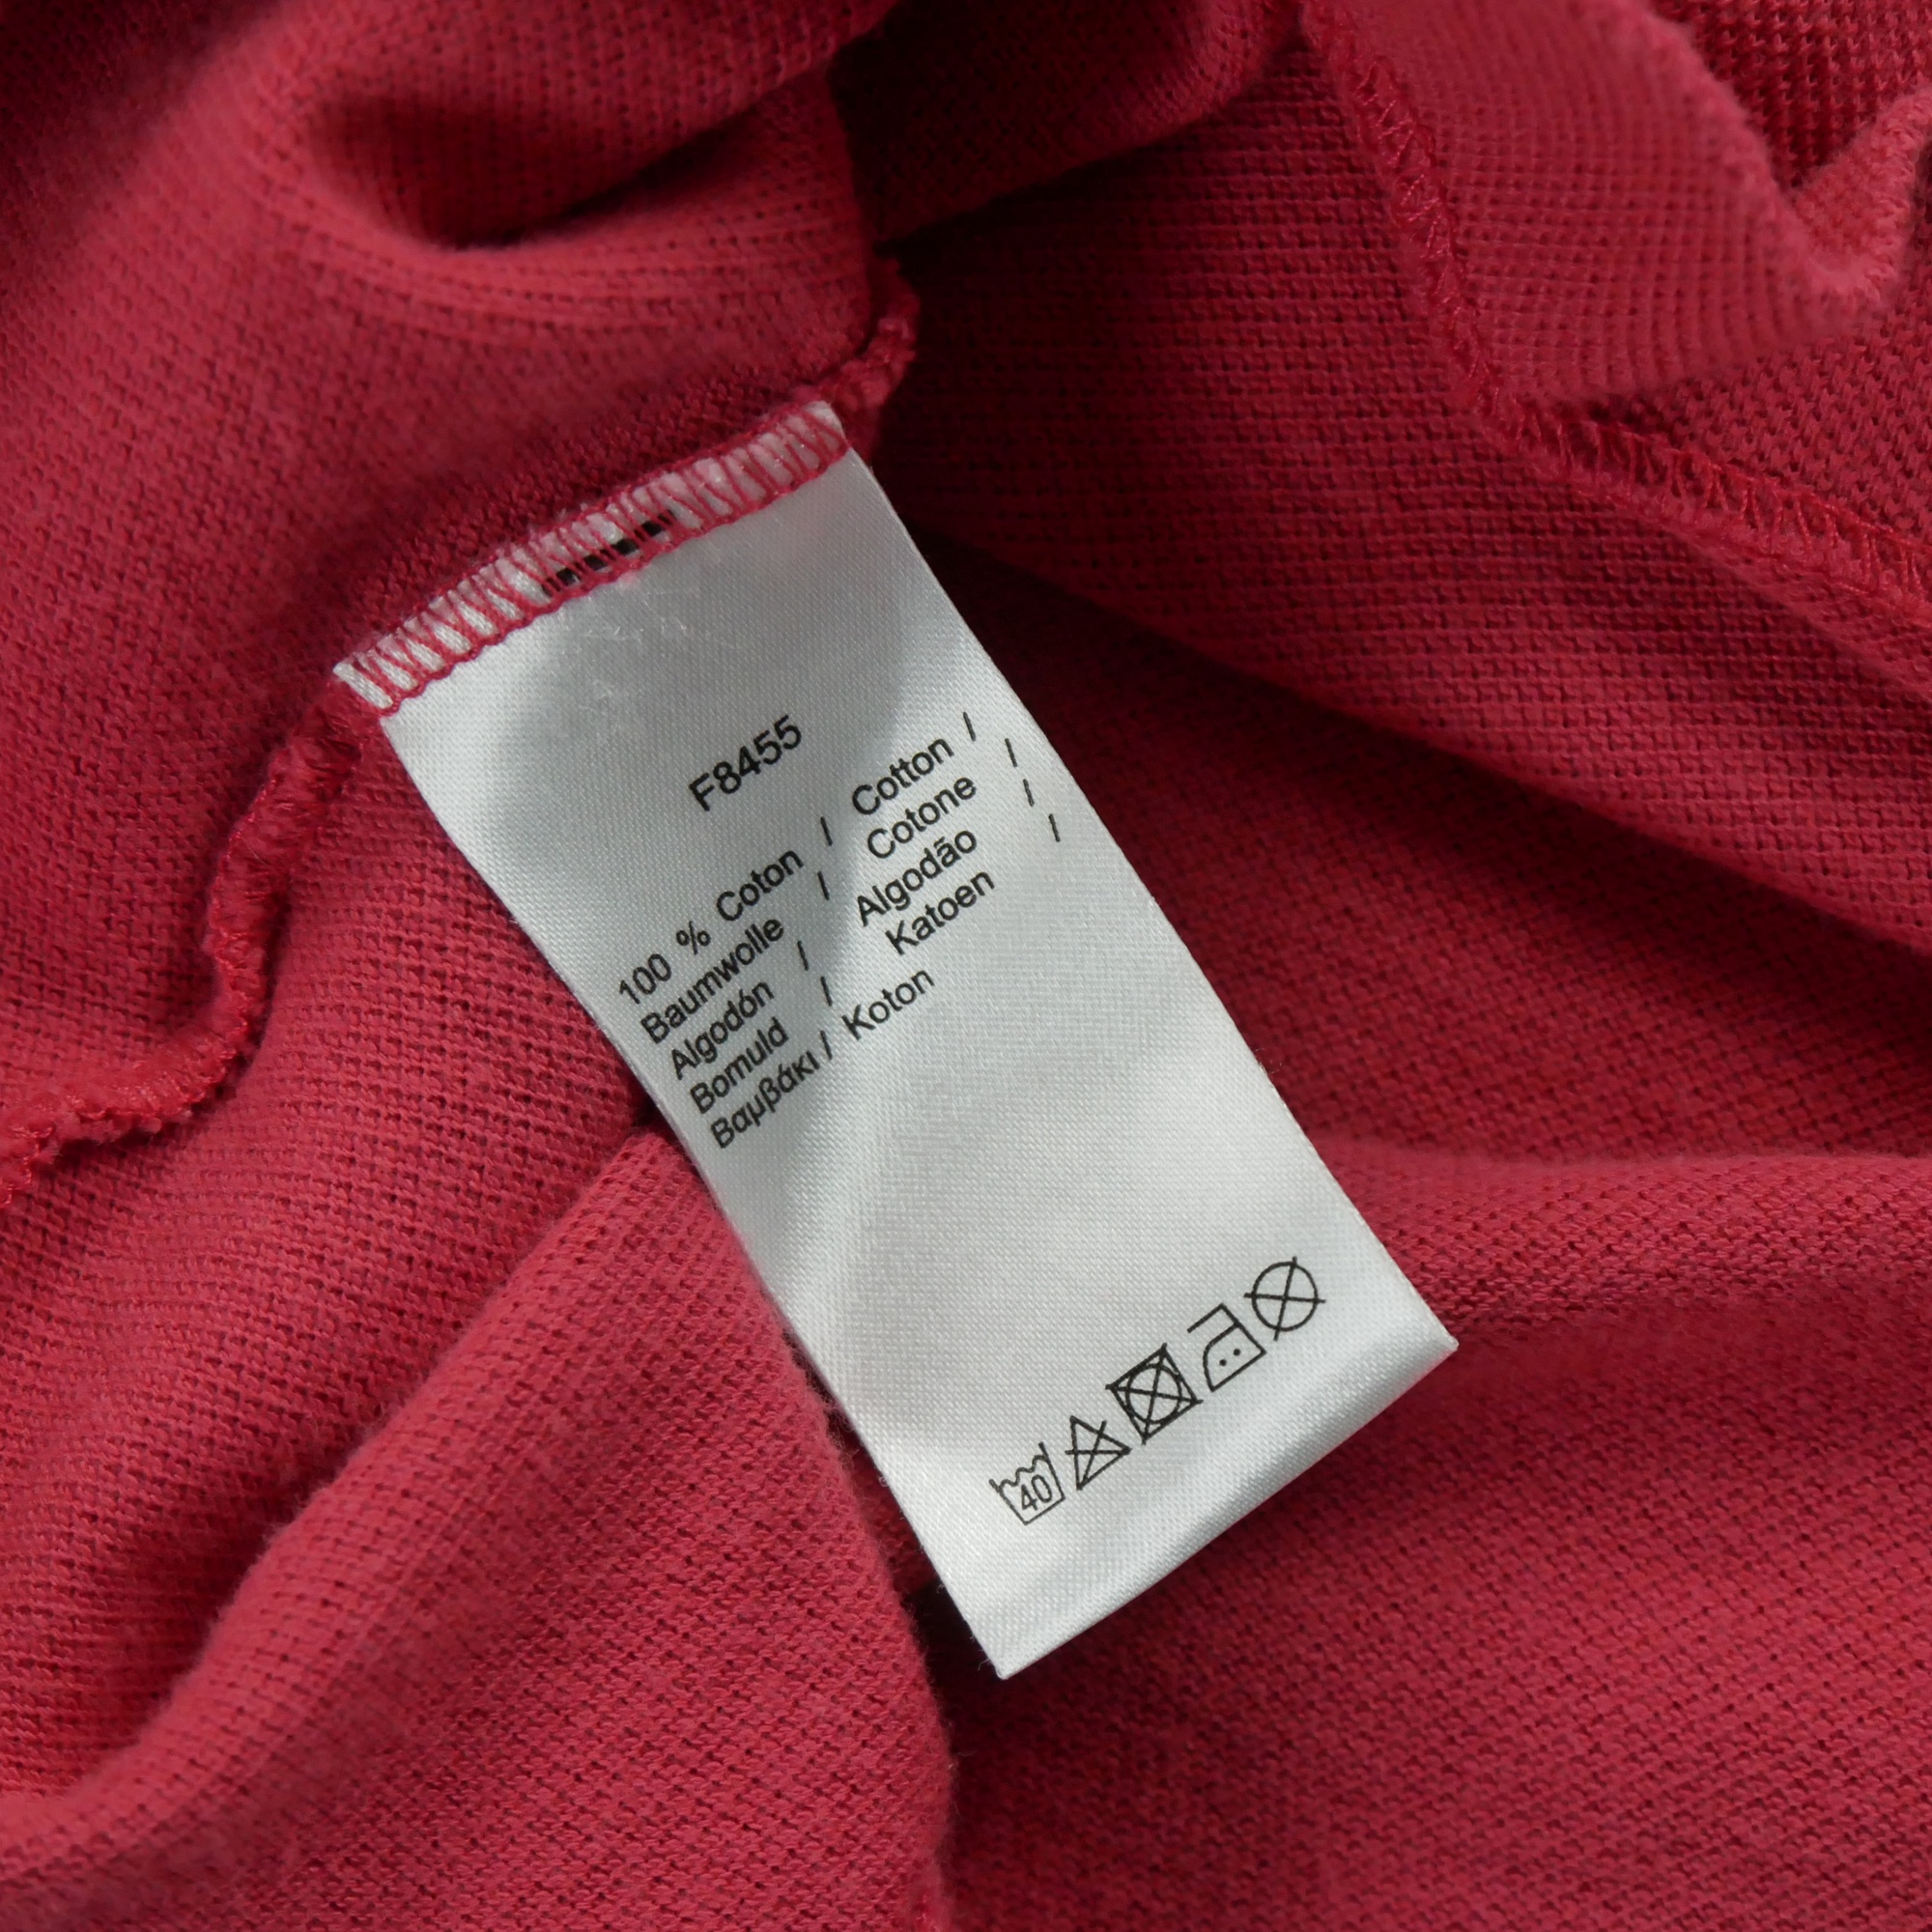 F8455
100 % Coton / Cotton /
Baumwolle / Cotone /
Algodón / Algodão /
Bomuld / Katoen /
Βαμβάκι / Koton
40